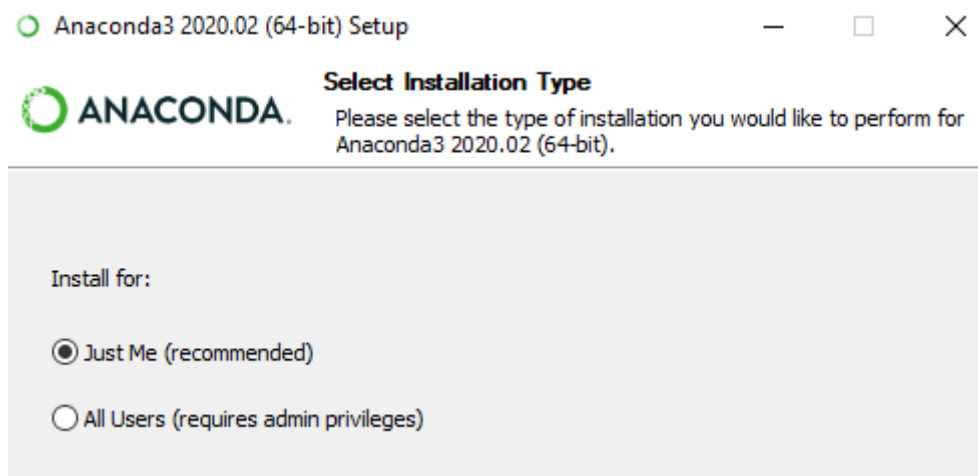 Anaconda3 2020.02 (64-bit) Setup
Select Installation Type
ANACONDA.
Please select the type of installation you would like to perform for
Anaconda3 2020.02 (64-bit).
Install for:
Just Me (recommended)
All Users (requires admin privileges)